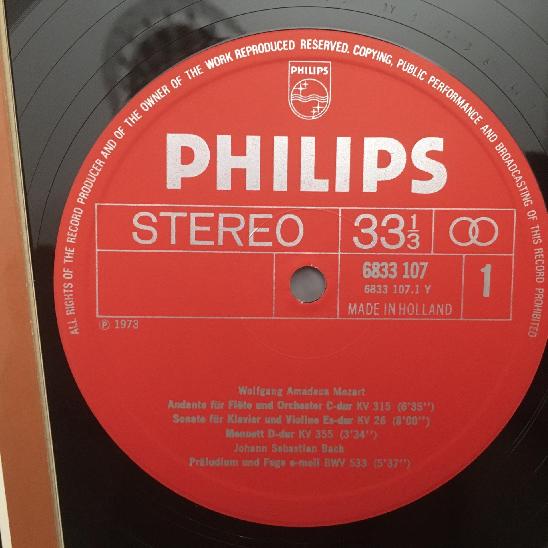 ALL RIGHTS OF THE RECORD PRODUCER AND OF THE OWNER OF THE WORK REPRODUCED RESERVED. COPYING, PUBLIC PERFORMANCE AND BROADCASTING OF THIS RECORD PROHIBITED
PHILIPS
PHILIPS
STEREO 33 1/3
6833 107 1
6833 107.1 Y
MADE IN HOLLAND
℗ 1973
Wolfgang Amadeus Mozart
Andante für Flöte und Orchester C-dur KV 315 (6'35'')
Sonate für Klavier und Violine Es-dur KV 26 (8'00'')
Menuett D-dur KV 355 (3'34'')
Johann Sebastian Bach
Präludium und Fuge e-moll BWV 533 (5'37'')